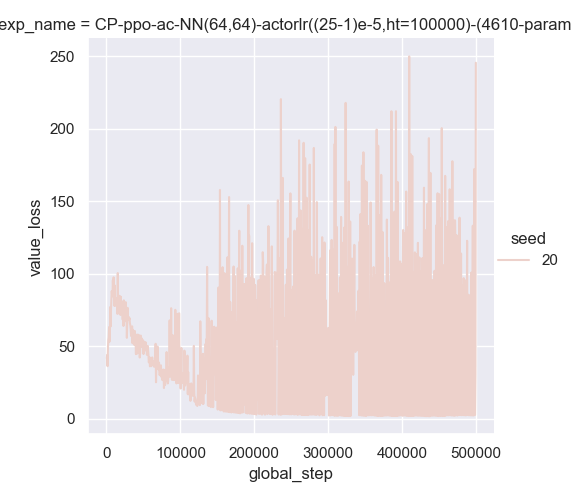 exp_name = CP-ppo-ac-NN(64,64)-actorlr((25-1)e-5,ht=100000)-(4610-param
250
200
150
100
50
0
value_loss
0 100000 200000 300000 400000 500000
global_step
seed
20